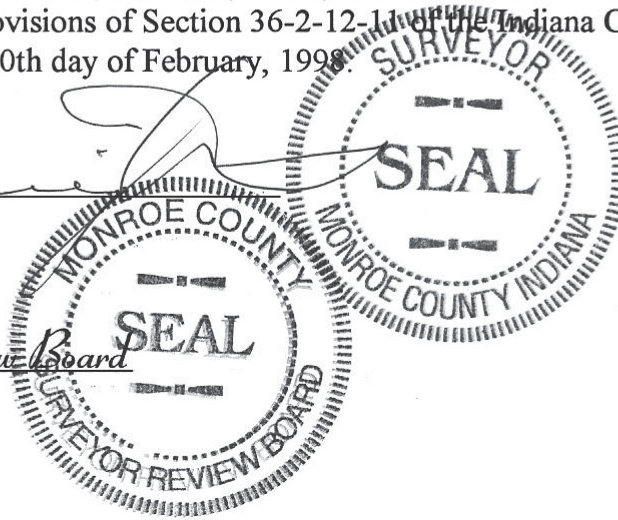 ovisions of Section 36-2-12-11 of the Indiana C
0th day of February, 1998.
SURVEYOR
SEAL
MONROE COUNTY INDIANA
MONROE COUNTY
SEAL
SURVEYOR REVIEW BOARD
w Board